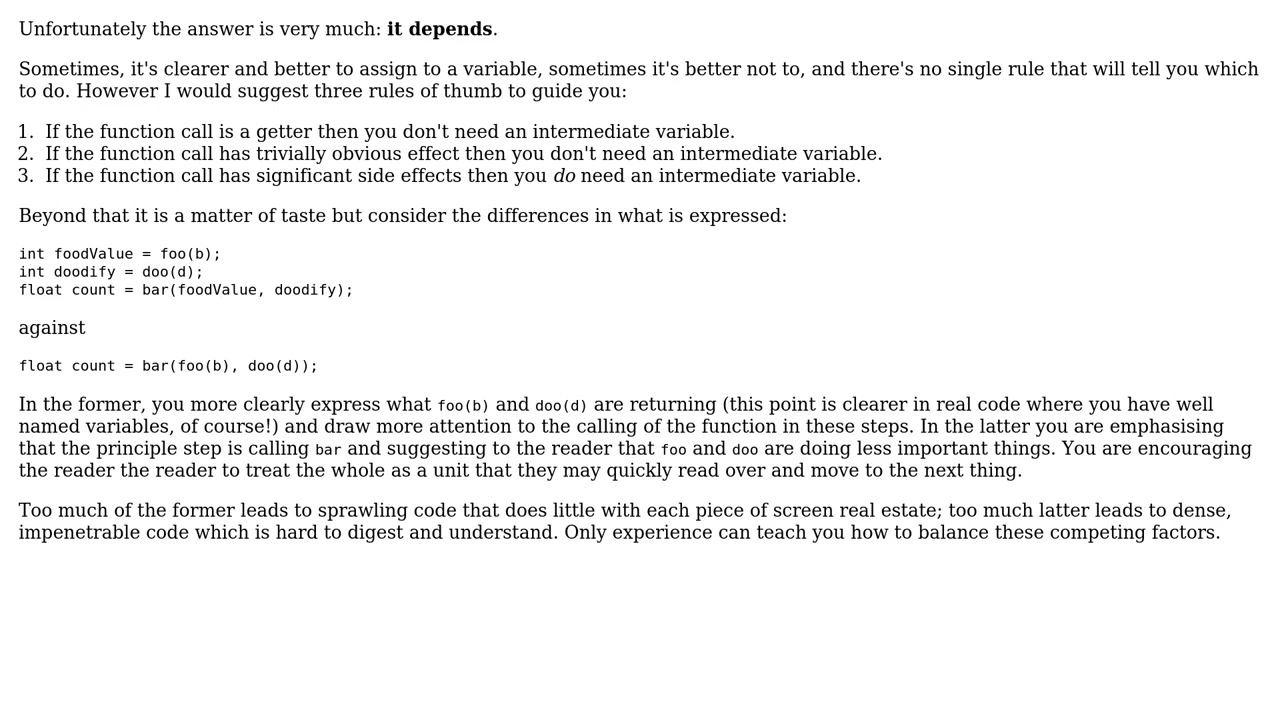 Unfortunately the answer is very much: it depends.
Sometimes, it's clearer and better to assign to a variable, sometimes it's better not to, and there's no single rule that will tell you which
to do. However I would suggest three rules of thumb to guide you:
1. If the function call is a getter then you don't need an intermediate variable.
2. If the function call has trivially obvious effect then you don't need an intermediate variable.
3. If the function call has significant side effects then you do need an intermediate variable.
Beyond that it is a matter of taste but consider the differences in what is expressed:
int foodValue = foo(b);
int doodify = doo(d);
float count = bar(foodValue, doodify);
against
float count = bar(foo(b), doo(d));
In the former, you more clearly express what foo(b) and doo(d) are returning (this point is clearer in real code where you have well
named variables, of course!) and draw more attention to the calling of the function in these steps. In the latter you are emphasising
that the principle step is calling bar and suggesting to the reader that foo and doo are doing less important things. You are encouraging
the reader the reader to treat the whole as a unit that they may quickly read over and move to the next thing.
Too much of the former leads to sprawling code that does little with each piece of screen real estate; too much latter leads to dense,
impenetrable code which is hard to digest and understand. Only experience can teach you how to balance these competing factors.